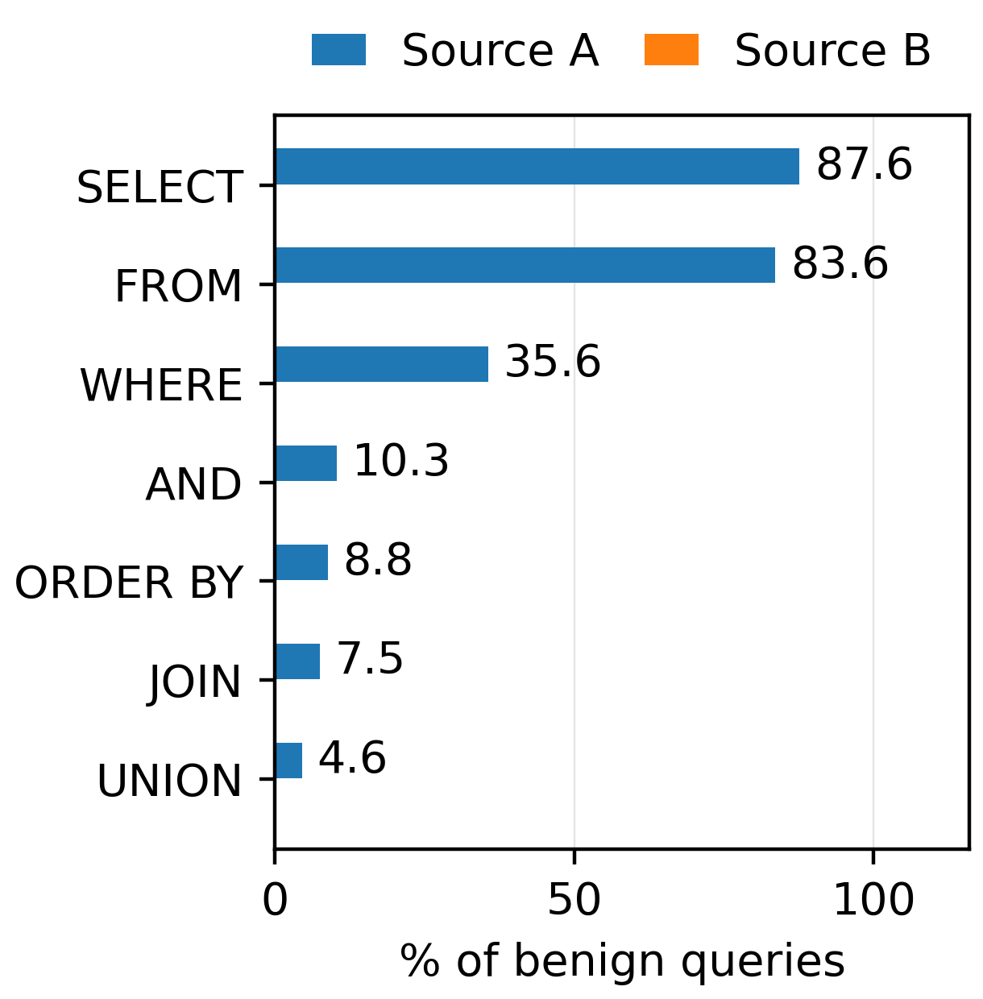 Source A Source B
SELECT 87.6
FROM 83.6
WHERE 35.6
AND 10.3
ORDER BY 8.8
JOIN 7.5
UNION 4.6
0 50 100
% of benign queries